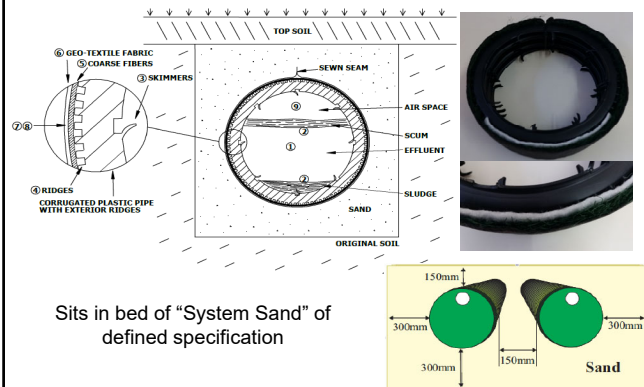 TOP SOIL
⑥ GEO-TEXTILE FABRIC
⑤ COARSE FIBERS
③ SKIMMERS
SEWN SEAM
⑨
AIR SPACE
②
SCUM
⑦⑧
①
EFFLUENT
②
SLUDGE
④ RIDGES
CORRUGATED PLASTIC PIPE
WITH EXTERIOR RIDGES
SAND
ORIGINAL SOIL
150mm
300mm
300mm
150mm
300mm
Sand
Sits in bed of “System Sand” of
defined specification